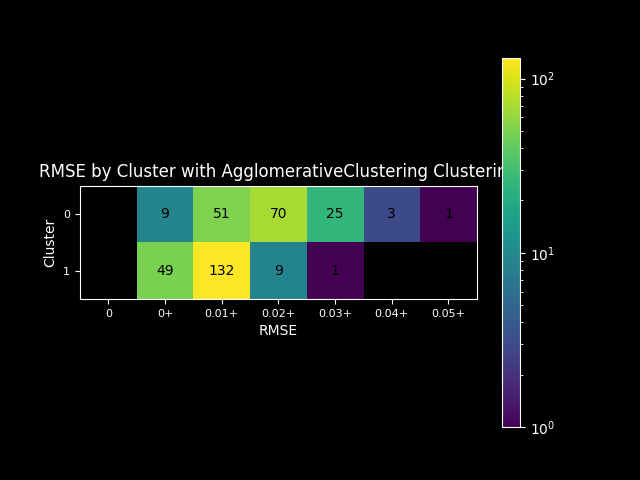 RMSE by Cluster with AgglomerativeClustering Clusterin
Cluster
0 9 51 70 25 3 1
1 49 132 9 1
0 0+ 0.01+ 0.02+ 0.03+ 0.04+ 0.05+
RMSE
10²
10¹
10⁰